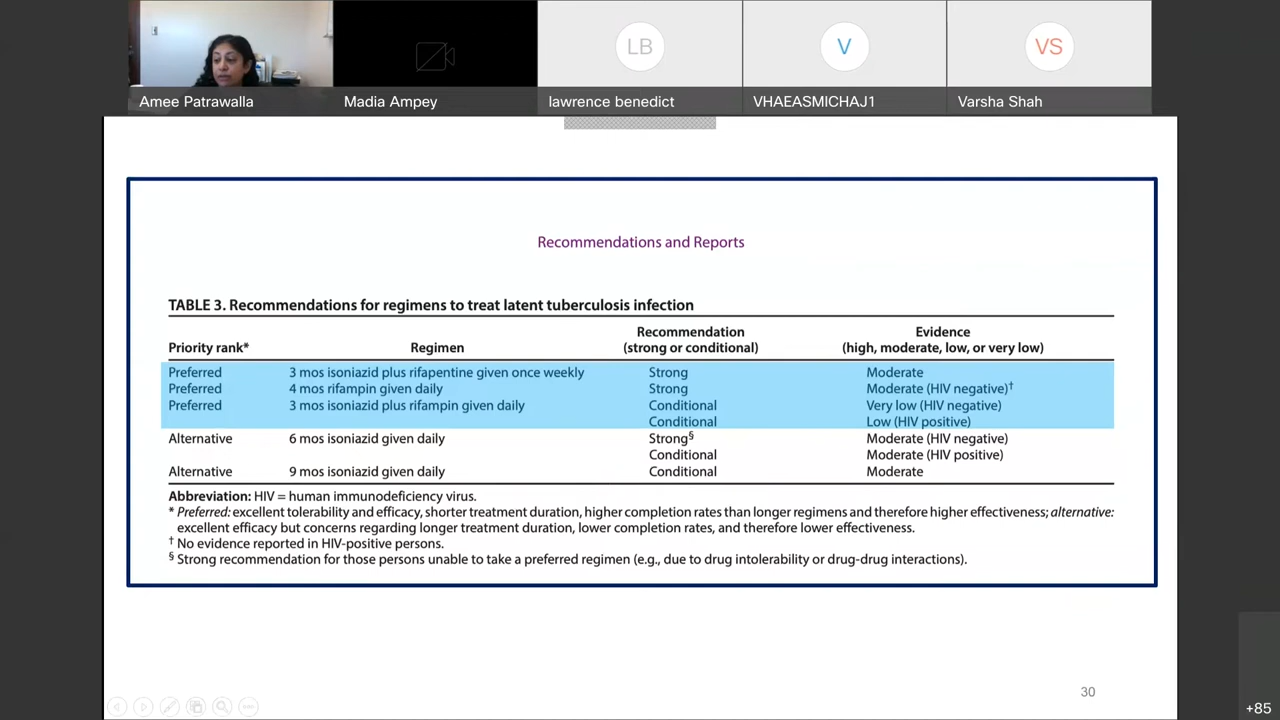 LB
V
VS
Amee Patrawalla
Madia Ampey
lawrence benedict
VHAEASMICHAJ1
Varsha Shah
Recommendations and Reports
TABLE 3. Recommendations for regimens to treat latent tuberculosis infection
Priority rank* Regimen Recommendation (strong or conditional) Evidence (high, moderate, low, or very low)
Preferred 3 mos isoniazid plus rifapentine given once weekly Strong Moderate
Preferred 4 mos rifampin given daily Strong Moderate (HIV negative)†
Preferred 3 mos isoniazid plus rifampin given daily Conditional Very low (HIV negative)
Conditional Low (HIV positive)
Alternative 6 mos isoniazid given daily Strong§ Moderate (HIV negative)
Conditional Moderate (HIV positive)
Alternative 9 mos isoniazid given daily Conditional Moderate
Abbreviation: HIV = human immunodeficiency virus.
* Preferred: excellent tolerability and efficacy, shorter treatment duration, higher completion rates than longer regimens and therefore higher effectiveness; alternative:
excellent efficacy but concerns regarding longer treatment duration, lower completion rates, and therefore lower effectiveness.
† No evidence reported in HIV-positive persons.
§ Strong recommendation for those persons unable to take a preferred regimen (e.g., due to drug intolerability or drug-drug interactions).
30
+85